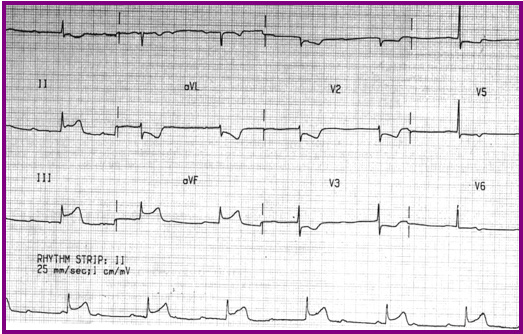 II aVL V2 V5
III aVF V3 V6
RHYTHM STRIP: II
25 mm/sec;1 cm/mV